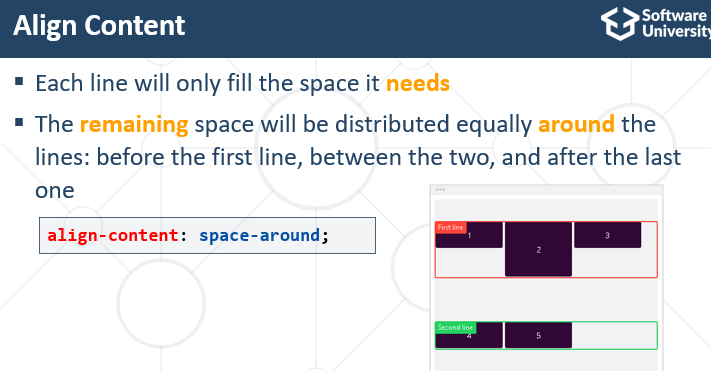 Align Content
Software
University
▪ Each line will only fill the space it needs
▪ The remaining space will be distributed equally around the
lines: before the first line, between the two, and after the last
one
align-content: space-around;
First line
1
2
3
Second line
4
5